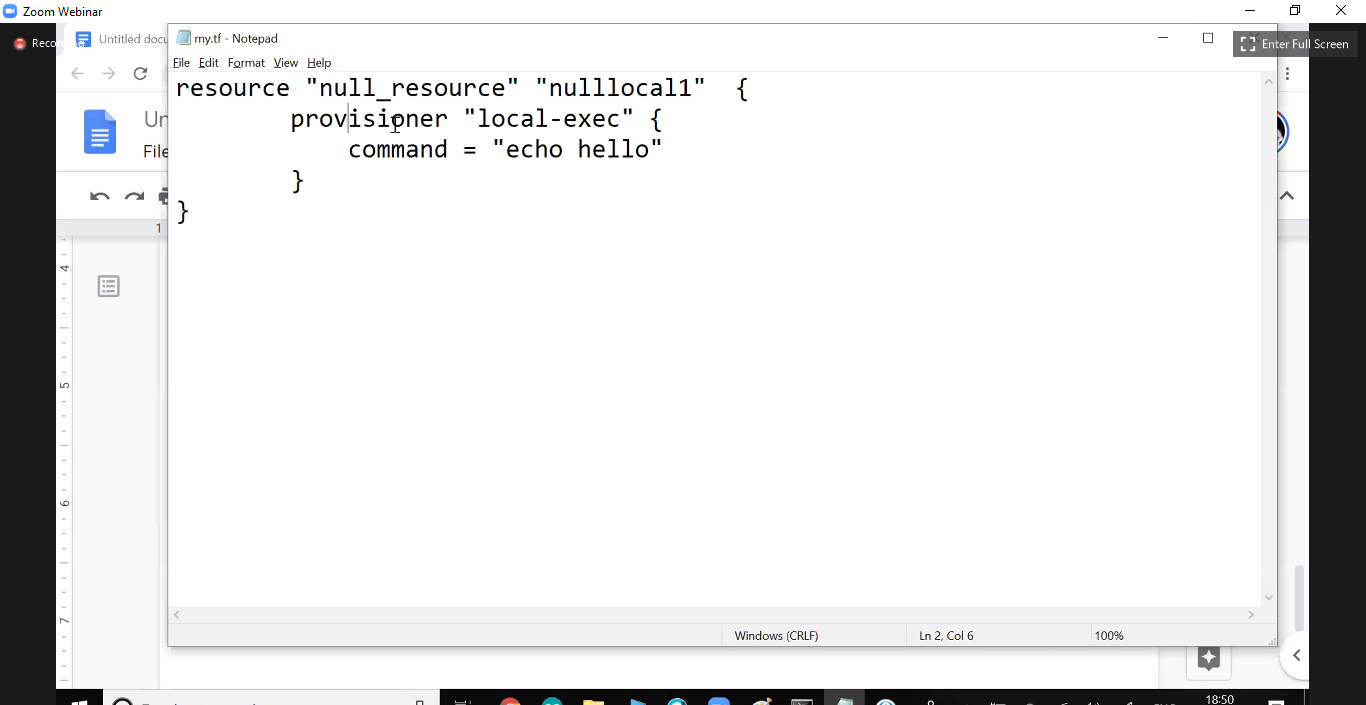 Zoom Webinar
Untitled docu
my.tf - Notepad
Enter Full Screen
File Edit Format View Help
resource "null_resource" "nulllocal1" {
provisioner "local-exec" {
command = "echo hello"
}
}
Un
File
1
4
5
6
7
Windows (CRLF) Ln 2, Col 6 100%
18:50